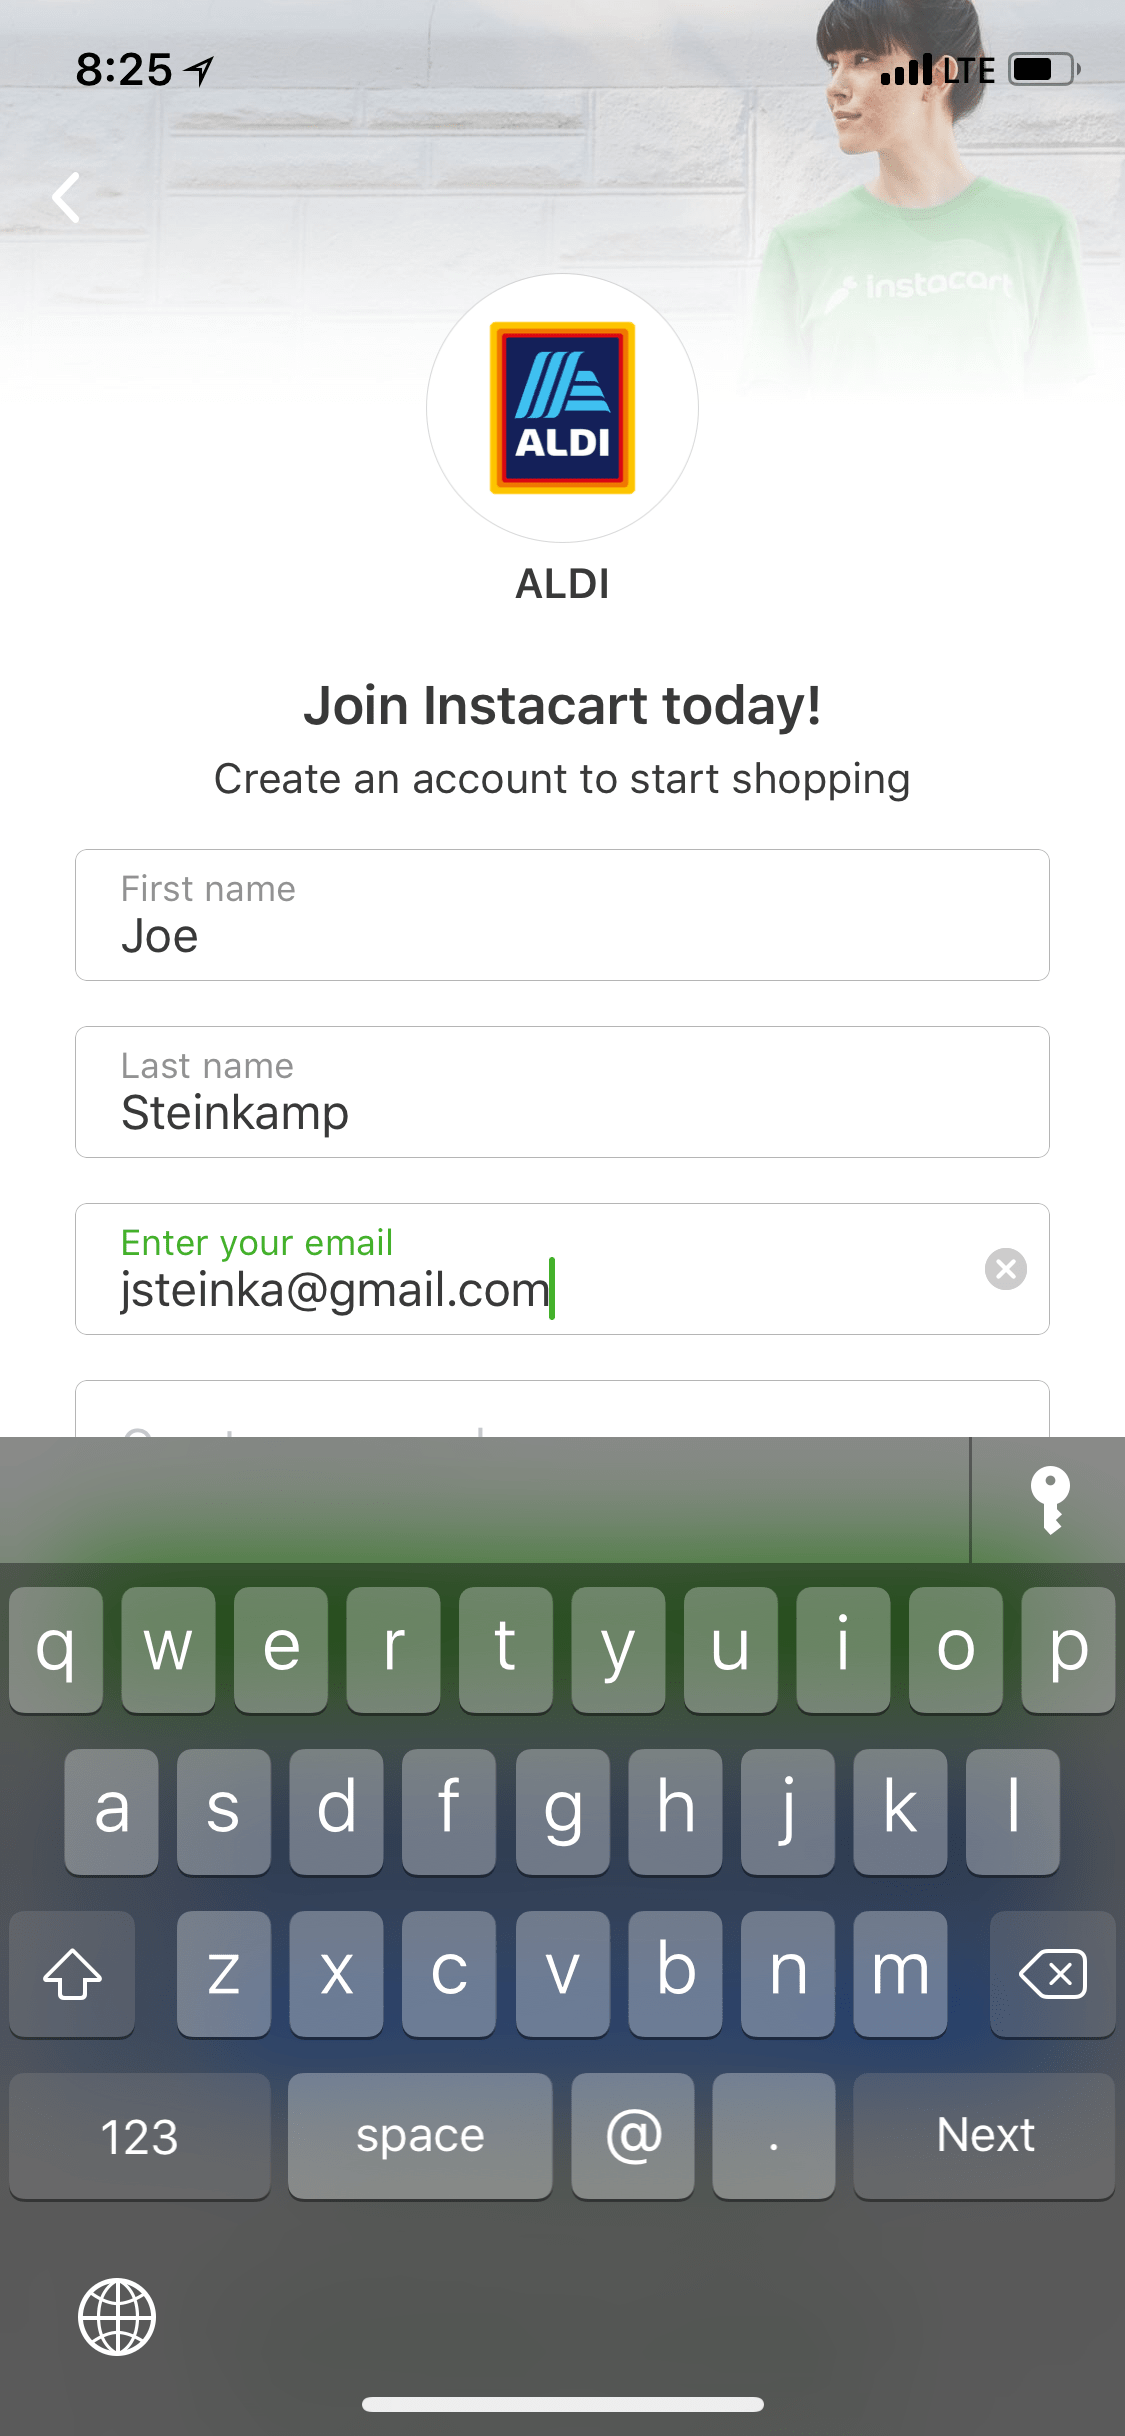 8:25
LTE
instacart
ALDI
ALDI
Join Instacart today!
Create an account to start shopping
First name
Joe
Last name
Steinkamp
Enter your email
jsteinka@gmail.com
q w e r t y u i o p
a s d f g h j k l
z x c v b n m
123 space @ . Next